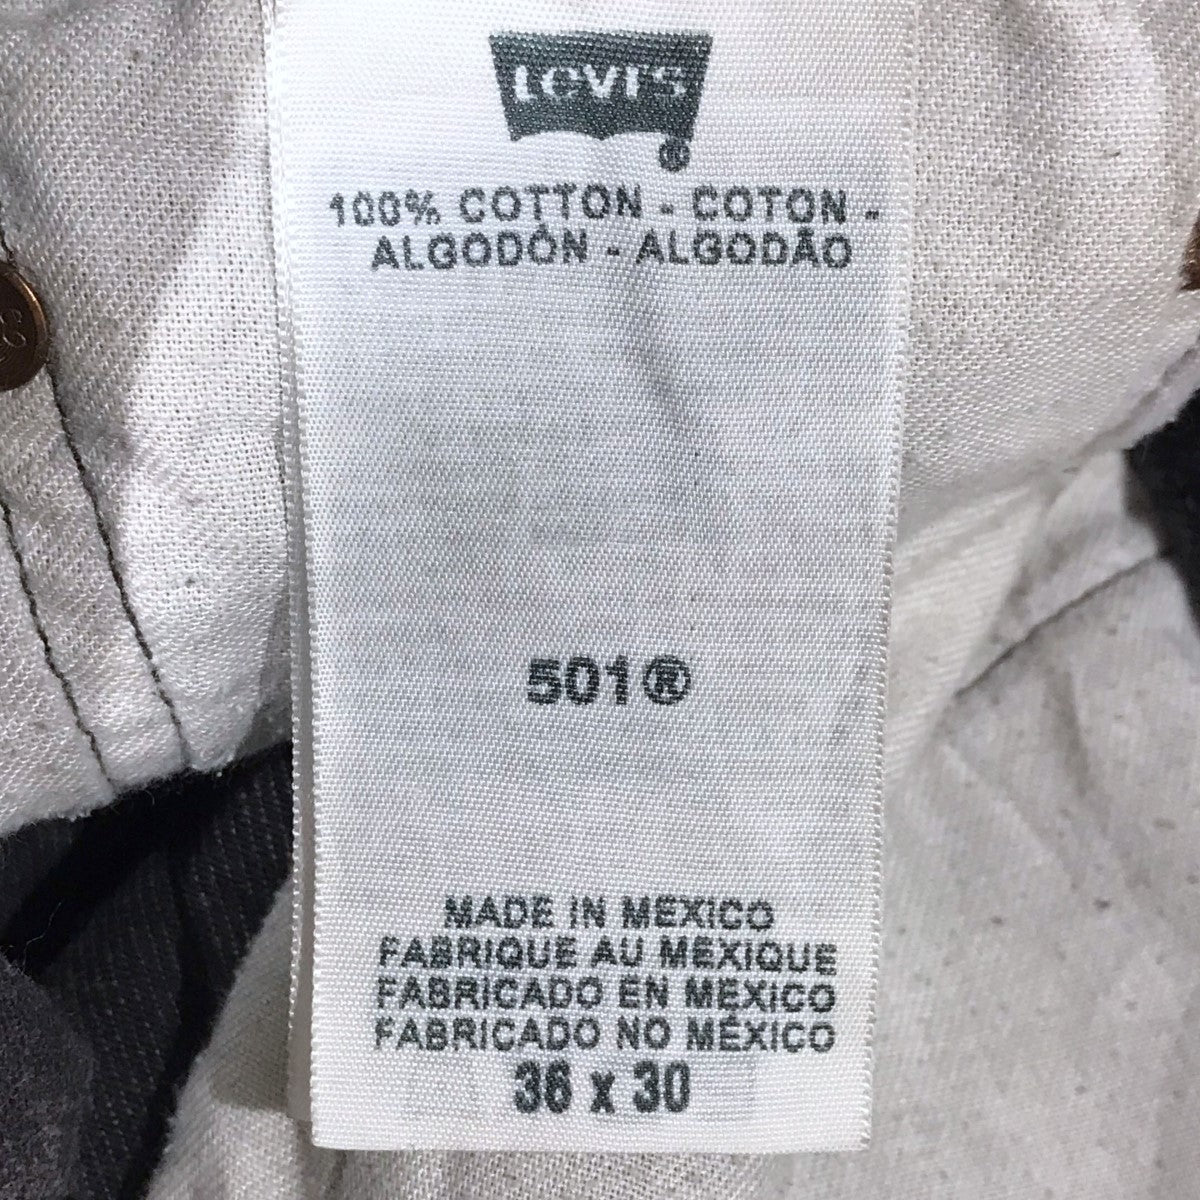 Levi's
®
100% COTTON - COTON -
ALGODÓN - ALGODÃO
501®
MADE IN MEXICO
FABRIQUE AU MEXIQUE
FABRICADO EN MEXICO
FABRICADO NO MÉXICO
36 x 30